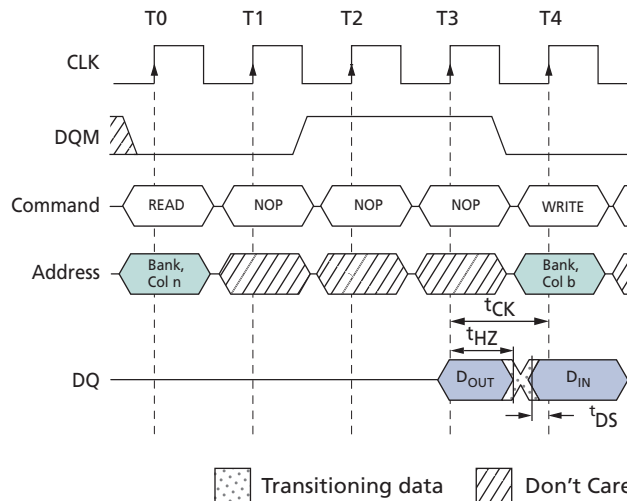 T0 T1 T2 T3 T4
CLK
DQM
Command READ NOP NOP NOP WRITE
Address Bank, Col n Bank, Col b
tCK
tHZ
DQ DOUT DIN
tDS
Transitioning data Don't Care